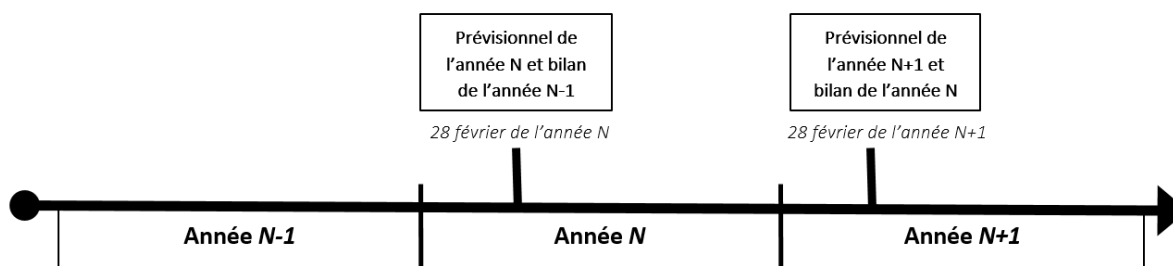 Prévisionnel de
l'année N et bilan
de l'année N-1
Prévisionnel de
l'année N+1 et
bilan de l'année N
28 février de l'année N
28 février de l'année N+1
Année N-1
Année N
Année N+1